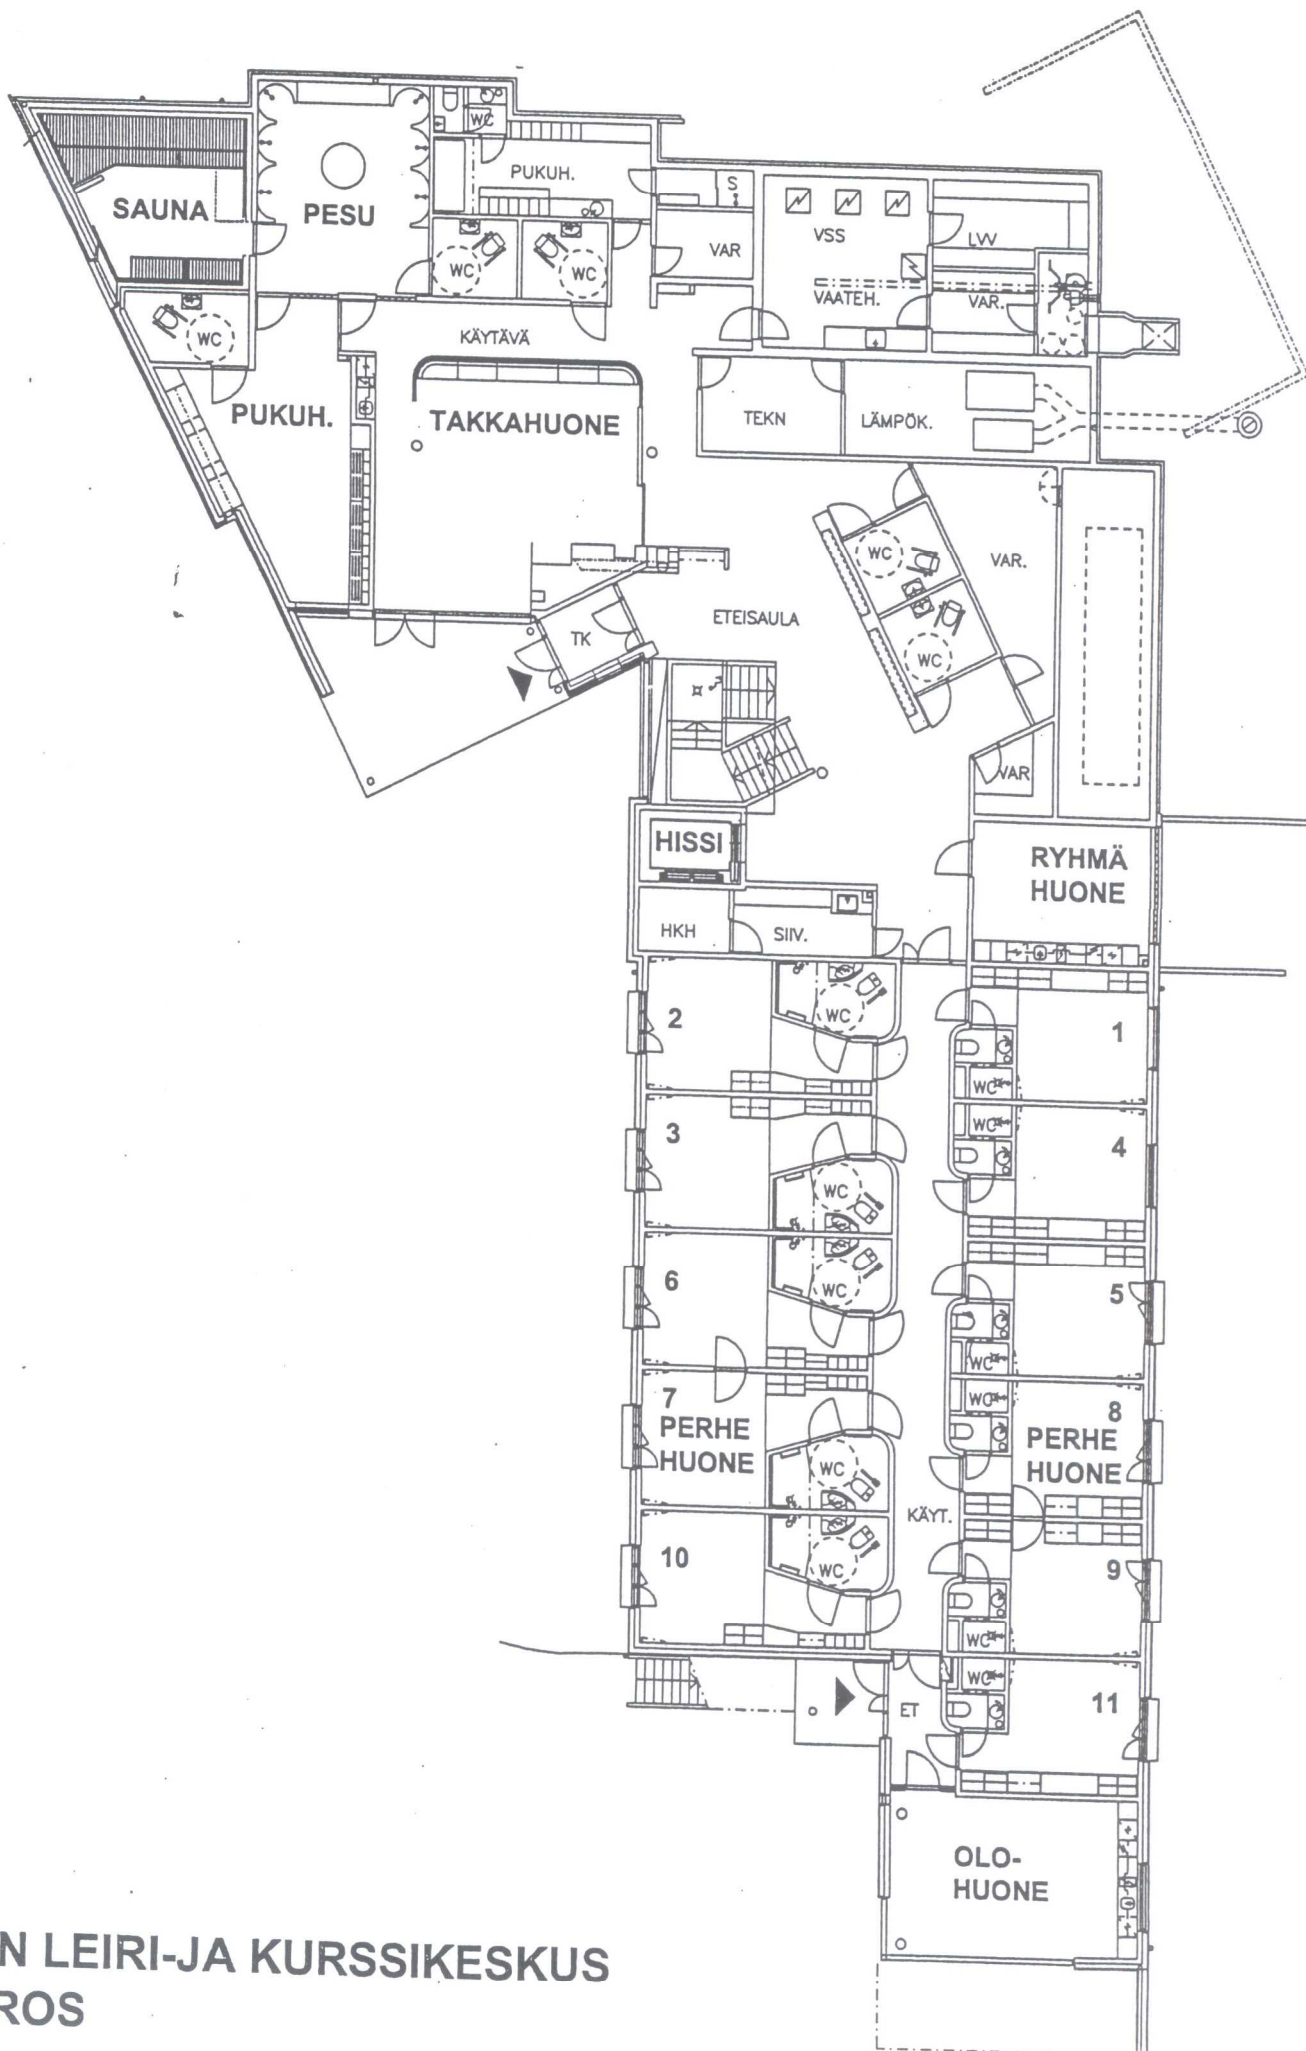 WC
PUKUH.
S
SAUNA
PESU
VAR
VSS
LVV
WC
WC
VAATEH.
VAR.
WC
KÄYTÄVÄ
PUKUH.
TAKKAHUONE
TEKN
LÄMPÖK.
WC
VAR.
ETEISAULA
TK
WC
VAR
HISSI
RYHMÄ
HUONE
HKH
SIIV.
2
WC
1
WC
3
WC
4
WC
6
WC
5
WC
7
PERHE
HUONE
WC
WC
8
PERHE
HUONE
KÄYT.
10
WC
9
WC
WC
11
ET
OLO-
HUONE
N LEIRI-JA KURSSIKESKUS
ROS